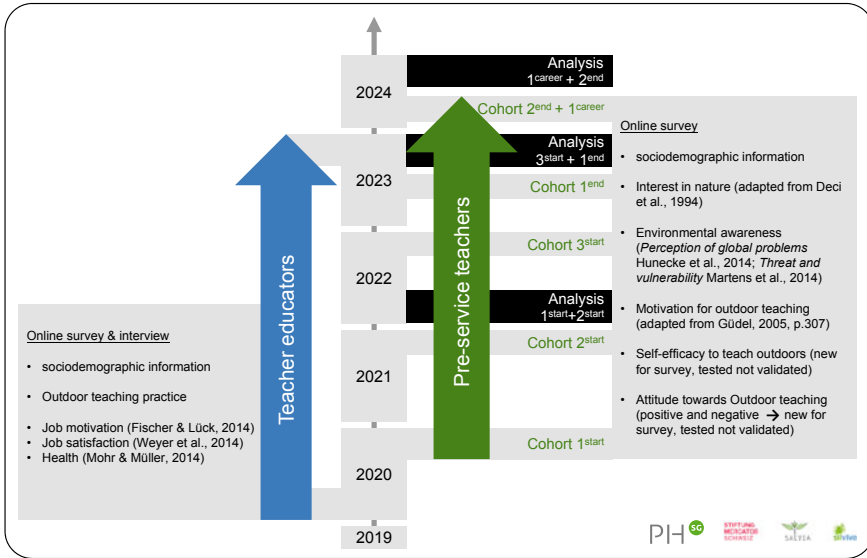 Analysis
1career + 2end
2024
Cohort 2end + 1career
Online survey
Analysis
3start + 1end
• sociodemographic information
2023
Cohort 1end
• Interest in nature (adapted from Deci
et al., 1994)
Cohort 3start
• Environmental awareness
(Perception of global problems
Hunecke et al., 2014; Threat and
vulnerability Martens et al., 2014)
2022
Analysis
1start+2start
• Motivation for outdoor teaching
(adapted from Güdel, 2005, p.307)
Cohort 2start
• Self-efficacy to teach outdoors (new
for survey, tested not validated)
2021
• Attitude towards Outdoor teaching
(positive and negative → new for
survey, tested not validated)
Cohort 1start
2020
2019
Teacher educators
Pre-service teachers
Online survey & interview
• sociodemographic information
• Outdoor teaching practice
• Job motivation (Fischer & Lück, 2014)
• Job satisfaction (Weyer et al., 2014)
• Health (Mohr & Müller, 2014)
PH SG
STIFTUNG
MERCATOR
SCHWEIZ
SALVIA
silviva